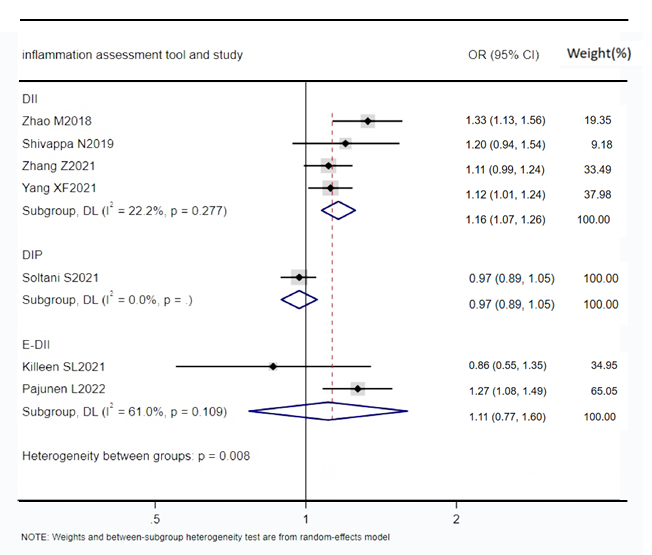 inflammation assessment tool and study OR (95% CI) Weight(%)
DII
Zhao M2018 1.33 (1.13, 1.56) 19.35
Shivappa N2019 1.20 (0.94, 1.54) 9.18
Zhang Z2021 1.11 (0.99, 1.24) 33.49
Yang XF2021 1.12 (1.01, 1.24) 37.98
Subgroup, DL (I² = 22.2%, p = 0.277) 1.16 (1.07, 1.26) 100.00
DIP
Soltani S2021 0.97 (0.89, 1.05) 100.00
Subgroup, DL (I² = 0.0%, p = .) 0.97 (0.89, 1.05) 100.00
E-DII
Killeen SL2021 0.86 (0.55, 1.35) 34.95
Pajunen L2022 1.27 (1.08, 1.49) 65.05
Subgroup, DL (I² = 61.0%, p = 0.109) 1.11 (0.77, 1.60) 100.00
Heterogeneity between groups: p = 0.008
.5 1 2
NOTE: Weights and between-subgroup heterogeneity test are from random-effects model